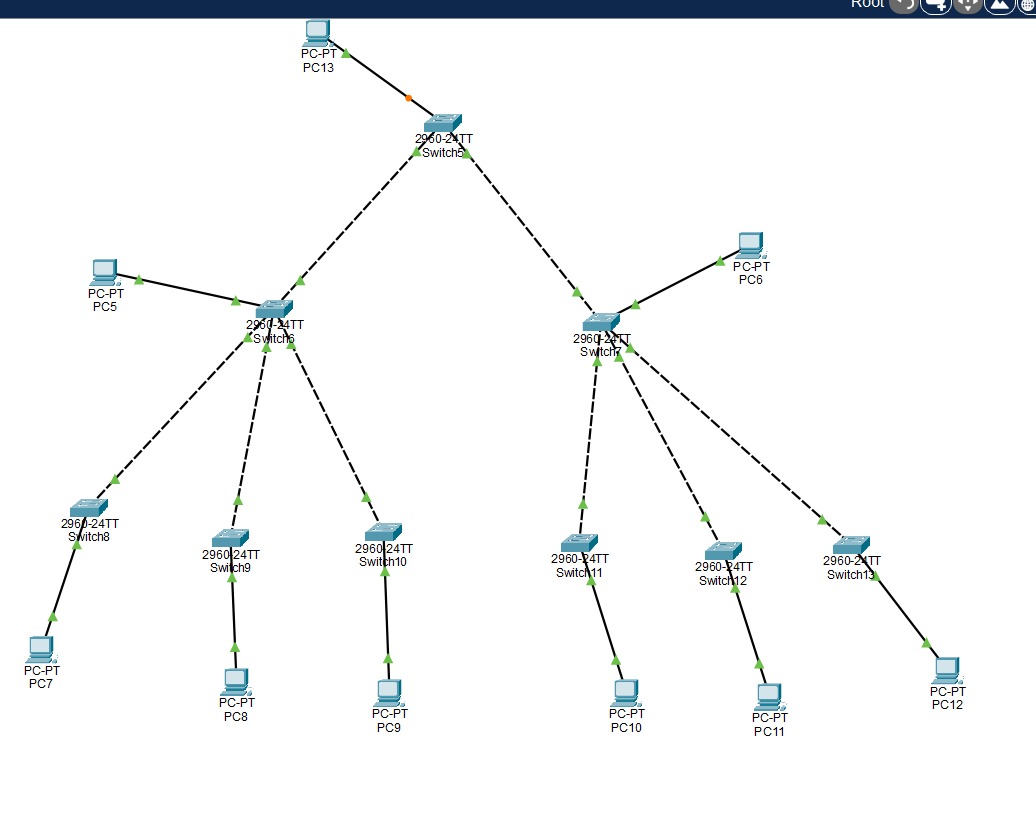 Root
PC-PT
PC13
2960-24TT
Switch5
PC-PT
PC6
PC-PT
PC5
2960-24TT
Switch6
2960-24TT
Switch7
2960-24TT
Switch8
2960-24TT
Switch9
2960-24TT
Switch10
2960-24TT
Switch11
2960-24TT
Switch12
2960-24TT
Switch13
PC-PT
PC7
PC-PT
PC8
PC-PT
PC9
PC-PT
PC10
PC-PT
PC11
PC-PT
PC12